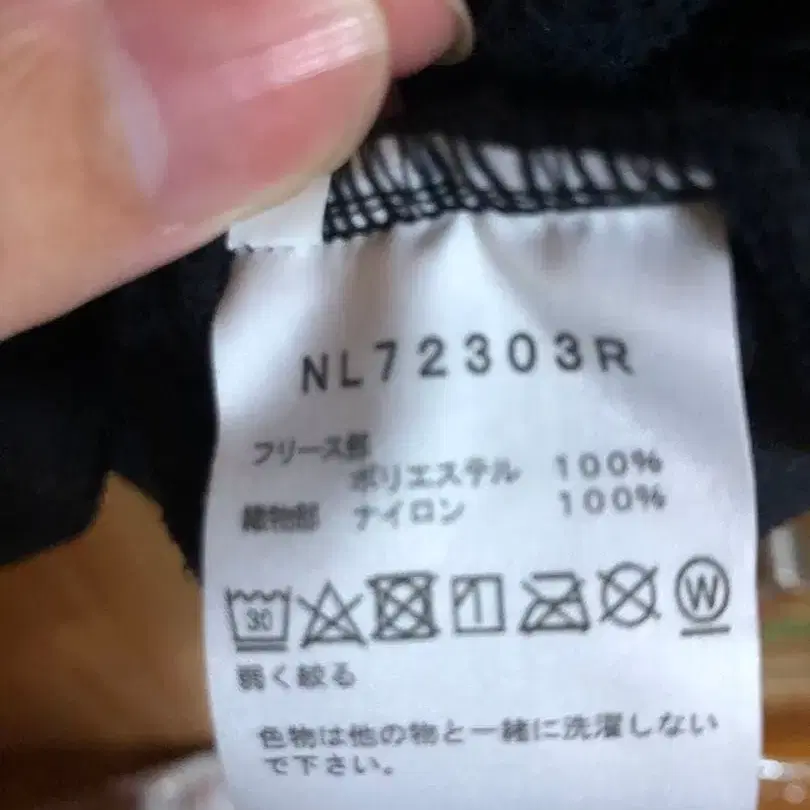 NL72303R
フリース部
ポリエステル 100%
織物部 ナイロン 100%
30
W
弱く絞る
色物は他の物と一緒に洗濯しない
で下さい。